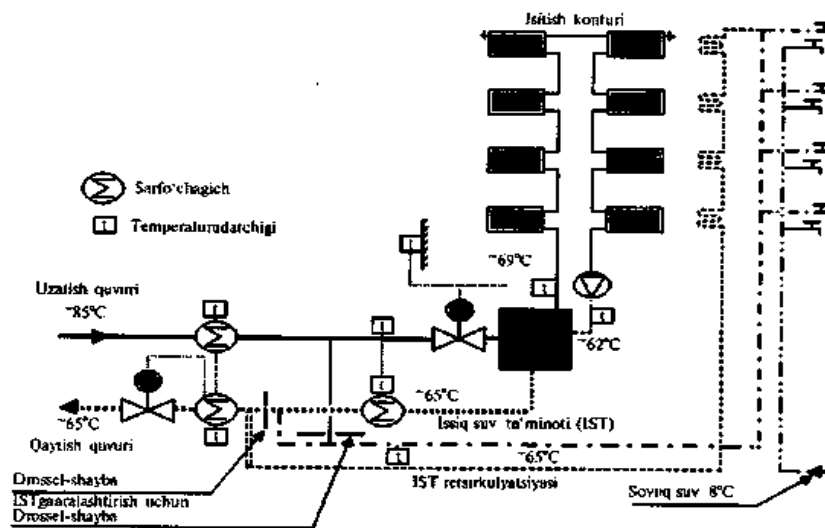 Isitish konturi
Sarfo'lchagich
t Temperaturadatchigi
t
~69°C
Uzatish quvuri
t
~85°C
t
t
t
~62°C
t
~65°C
~65°C
t
Issiq suv ta'minoti (IST)
Qaytish quvuri
t
~65°C
Drossel-shayba
IST retsirkulyatsiyasi
Sovuq suv 8°C
uchun
Drossel-shayba